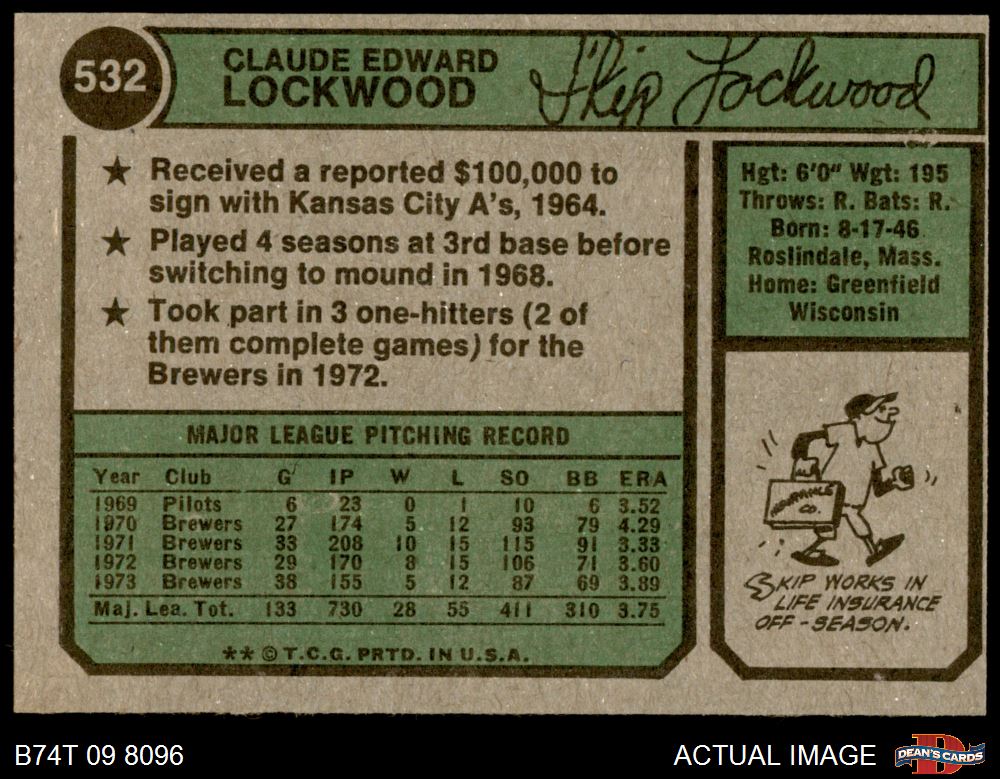 532
CLAUDE EDWARD
LOCKWOOD
Skip Lockwood
★ Received a reported $100,000 to
sign with Kansas City A's, 1964.
★ Played 4 seasons at 3rd base before
switching to mound in 1968.
★ Took part in 3 one-hitters (2 of
them complete games) for the
Brewers in 1972.
Hgt: 6'0" Wgt: 195
Throws: R. Bats: R.
Born: 8-17-46
Roslindale, Mass.
Home: Greenfield
Wisconsin
MAJOR LEAGUE PITCHING RECORD
Year Club G IP W L SO BB ERA
1969 Pilots 6 23 0 1 10 6 3.52
1970 Brewers 27 174 5 12 93 79 4.29
1971 Brewers 33 208 10 15 115 91 3.33
1972 Brewers 29 170 8 15 106 71 3.60
1973 Brewers 38 155 5 12 87 69 3.89
Maj. Lea. Tot. 133 730 28 55 411 310 3.75
** © T.C.G. PRTD. IN U.S.A.
INSURANCE
CO.
SKIP WORKS IN
LIFE INSURANCE
OFF-SEASON.
B74T 09 8096
ACTUAL IMAGE
DEAN'S CARDS